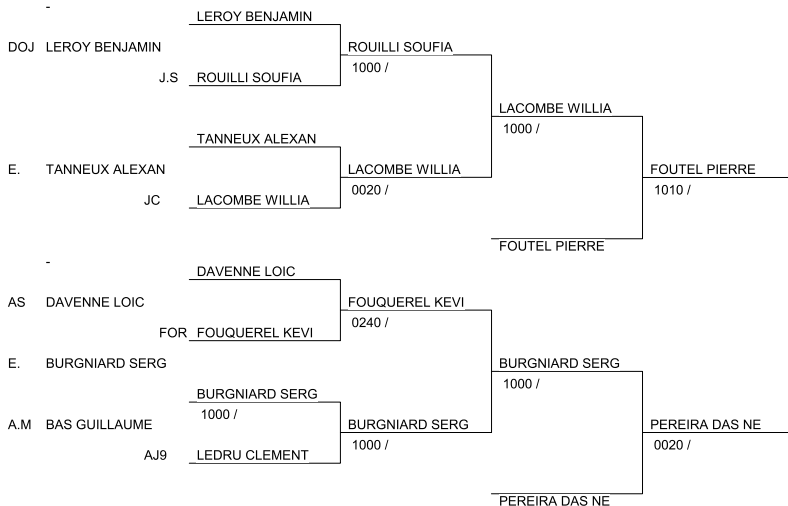 -
LEROY BENJAMIN
DOJ LEROY BENJAMIN
ROUILLI SOUFIA
1000 /
J.S ROUILLI SOUFIA
LACOMBE WILLIA
1000 /
TANNEUX ALEXAN
E. TANNEUX ALEXAN
LACOMBE WILLIA
0020 /
FOUTEL PIERRE
1010 /
JC LACOMBE WILLIA
FOUTEL PIERRE
-
DAVENNE LOIC
AS DAVENNE LOIC
FOUQUEREL KEVI
0240 /
FOR FOUQUEREL KEVI
E. BURGNIARD SERG
BURGNIARD SERG
1000 /
BURGNIARD SERG
1000 /
A.M BAS GUILLAUME
BURGNIARD SERG
1000 /
PEREIRA DAS NE
0020 /
AJ9 LEDRU CLEMENT
PEREIRA DAS NE